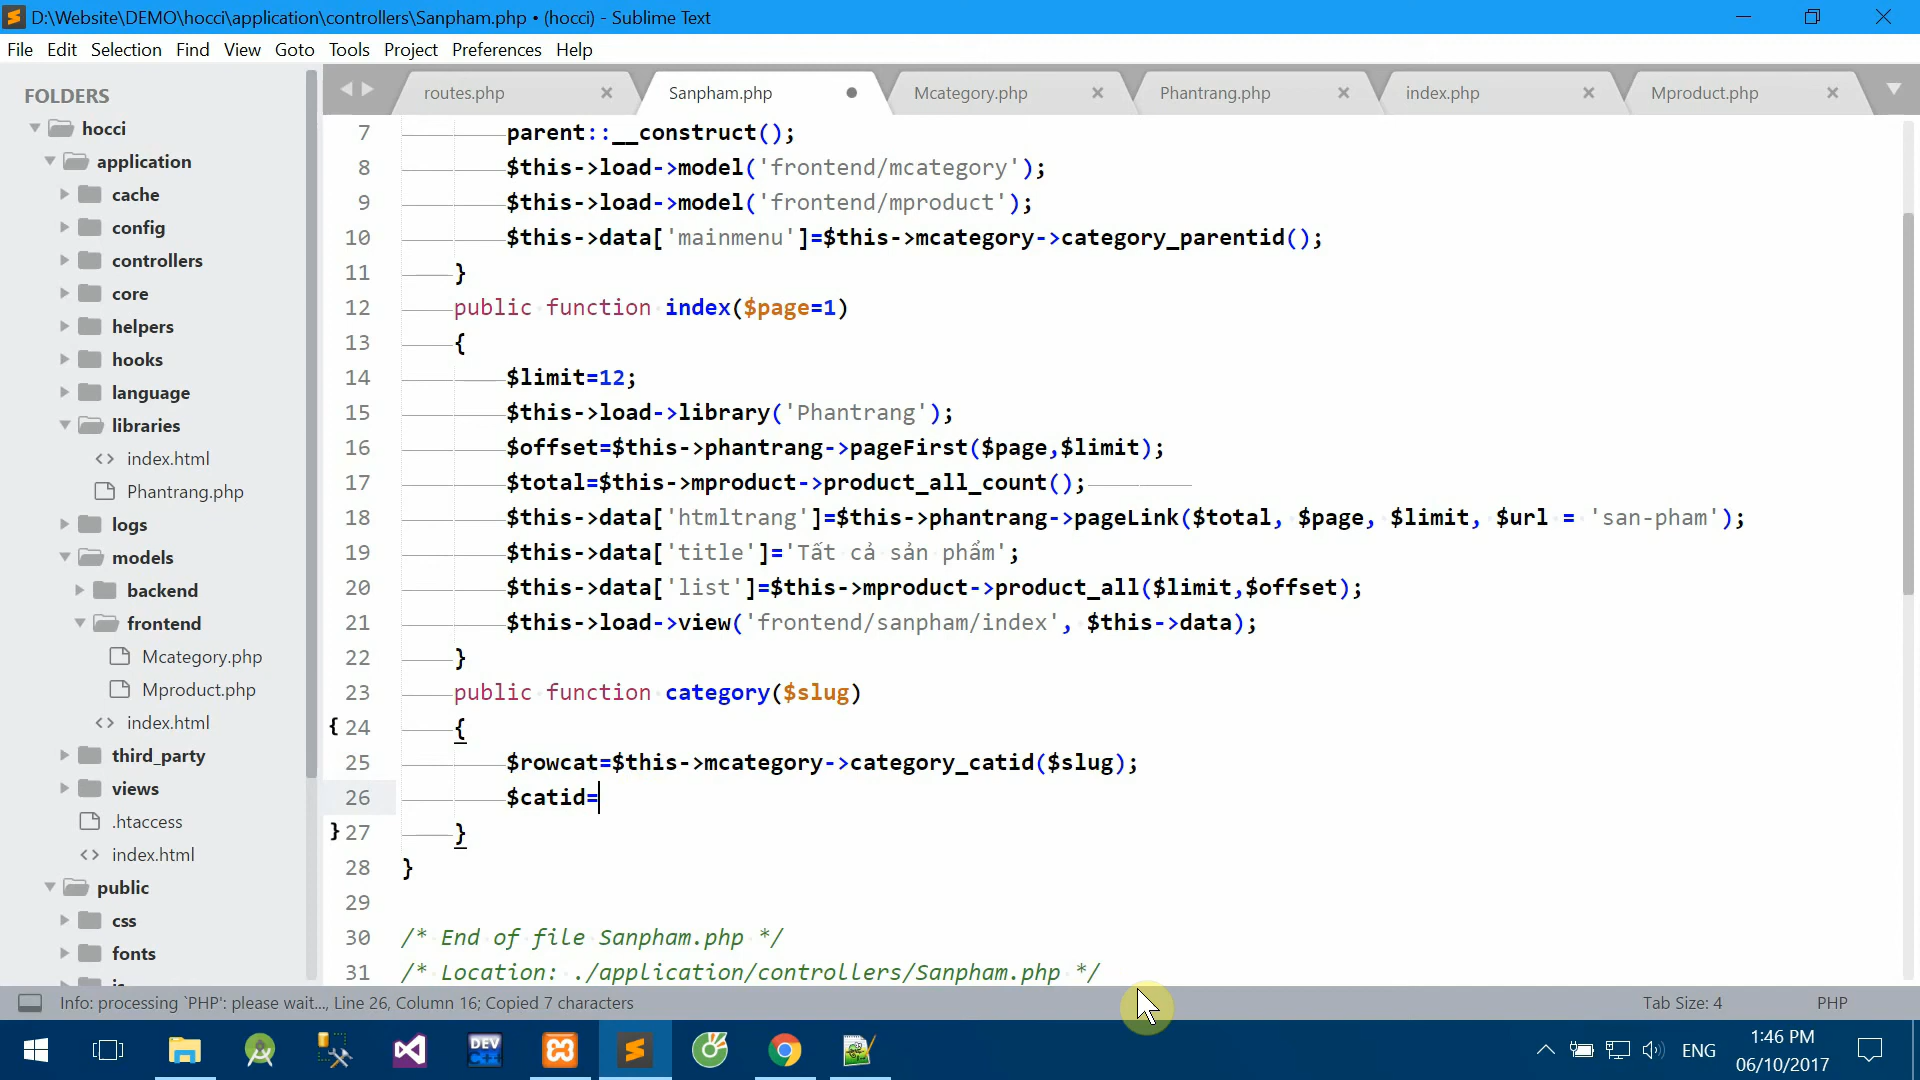 D:\Website\DEMO\hocci\application\controllers\Sanpham.php • (hocci) - Sublime Text
File Edit Selection Find View Goto Tools Project Preferences Help
FOLDERS
hocci
application
cache
config
controllers
core
helpers
hooks
language
libraries
index.html
Phantrang.php
logs
models
backend
frontend
Mcategory.php
Mproduct.php
index.html
third_party
views
.htaccess
index.html
public
css
fonts
routes.php Sanpham.php Mcategory.php Phantrang.php index.php Mproduct.php
7 parent::__construct();
8 $this->load->model('frontend/mcategory');
9 $this->load->model('frontend/mproduct');
10 $this->data['mainmenu']=$this->mcategory->category_parentid();
11 }
12 public function index($page=1)
13 {
14 $limit=12;
15 $this->load->library('Phantrang');
16 $offset=$this->phantrang->pageFirst($page,$limit);
17 $total=$this->mproduct->product_all_count();
18 $this->data['htmltrang']=$this->phantrang->pageLink($total, $page, $limit, $url = 'san-pham');
19 $this->data['title']='Tất cả sản phẩm';
20 $this->data['list']=$this->mproduct->product_all($limit,$offset);
21 $this->load->view('frontend/sanpham/index', $this->data);
22 }
23 public function category($slug)
{ 24 {
25 $rowcat=$this->mcategory->category_catid($slug);
26 $catid=
} 27 }
28 }
29
30 /* End of file Sanpham.php */
31 /* Location: ./application/controllers/Sanpham.php */
Info: processing `PHP': please wait..., Line 26, Column 16; Copied 7 characters
Tab Size: 4 PHP
DEV C++
ENG
1:46 PM
06/10/2017